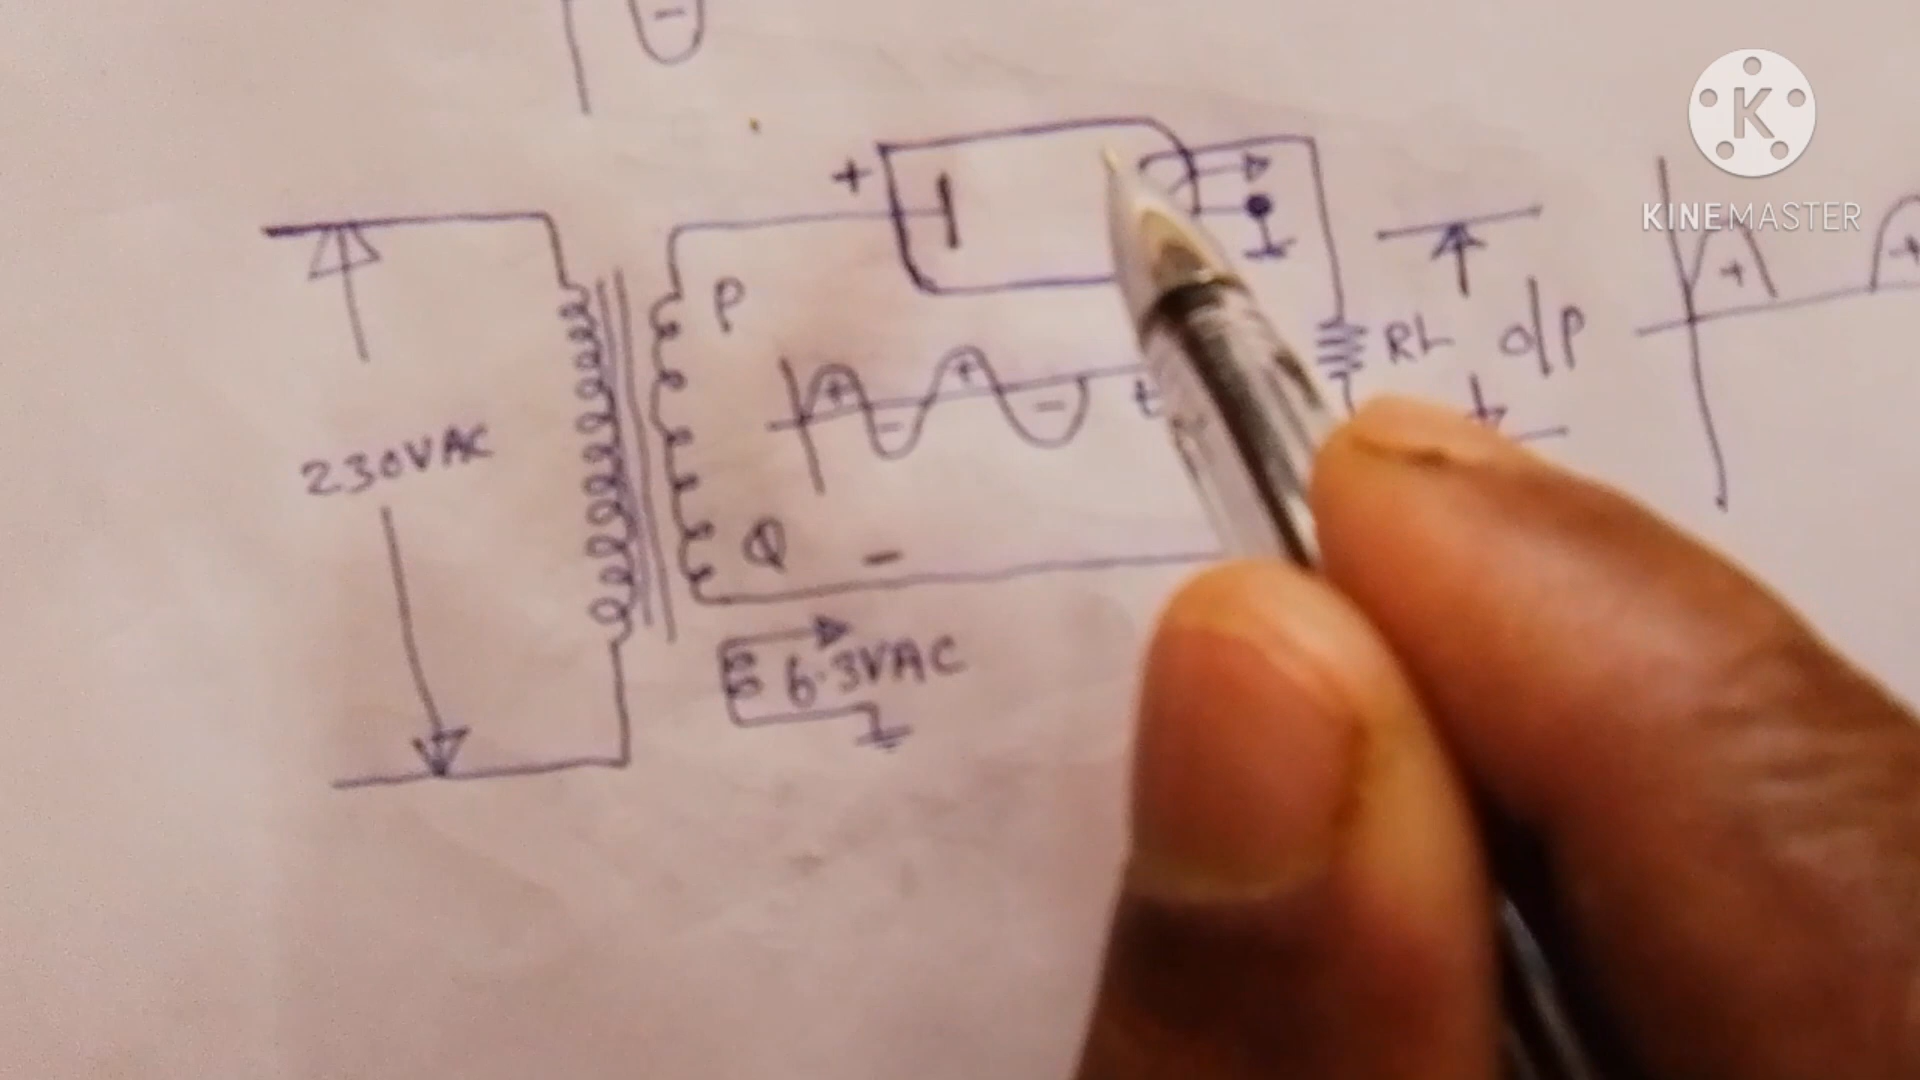 K
KINEMASTER
+
P
RL
o/p
+
+
+
-
+
-
t
230VAC
Q
-
6.3VAC
-